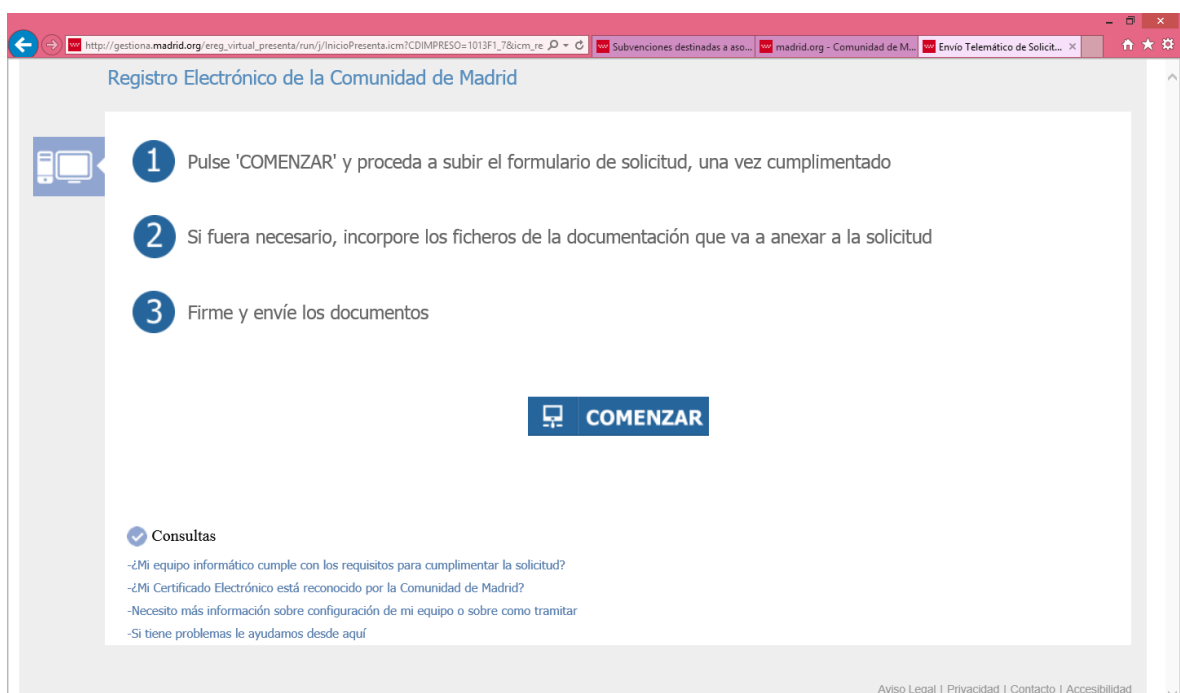 http://gestiona.madrid.org/ereg_virtual_presenta/run/j/InicioPresenta.icm?CDIMPRESO=1013F1_7&icm_re
Subvenciones destinadas a aso...
madrid.org - Comunidad de M...
Envío Telemático de Solicit...
Registro Electrónico de la Comunidad de Madrid
1 Pulse 'COMENZAR' y proceda a subir el formulario de solicitud, una vez cumplimentado
2 Si fuera necesario, incorpore los ficheros de la documentación que va a anexar a la solicitud
3 Firme y envíe los documentos
COMENZAR
Consultas
-¿Mi equipo informático cumple con los requisitos para cumplimentar la solicitud?
-¿Mi Certificado Electrónico está reconocido por la Comunidad de Madrid?
-Necesito más información sobre configuración de mi equipo o sobre como tramitar
-Si tiene problemas le ayudamos desde aquí
Aviso Legal | Privacidad | Contacto | Accesibilidad